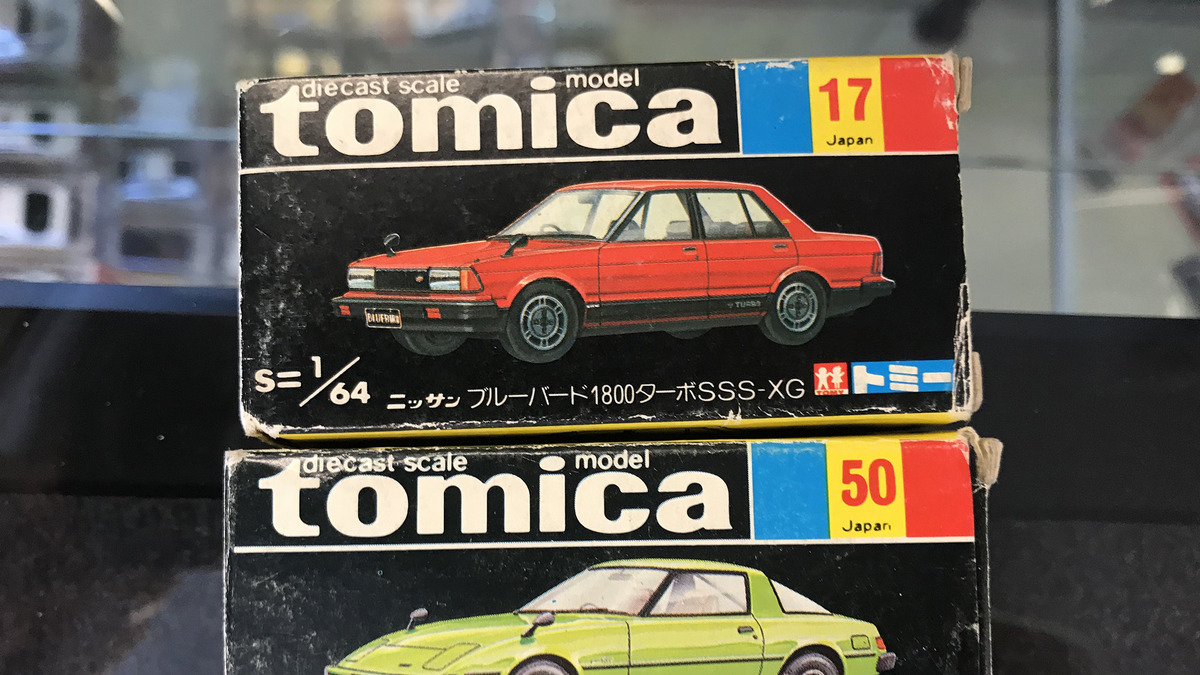 diecast scale model
tomica
17
Japan
TURBO
BLUEBIRD
S=1/64
ニッサン ブルーバード1800ターボSSS-XG
TOMY
トミー
diecast scale model
tomica
50
Japan